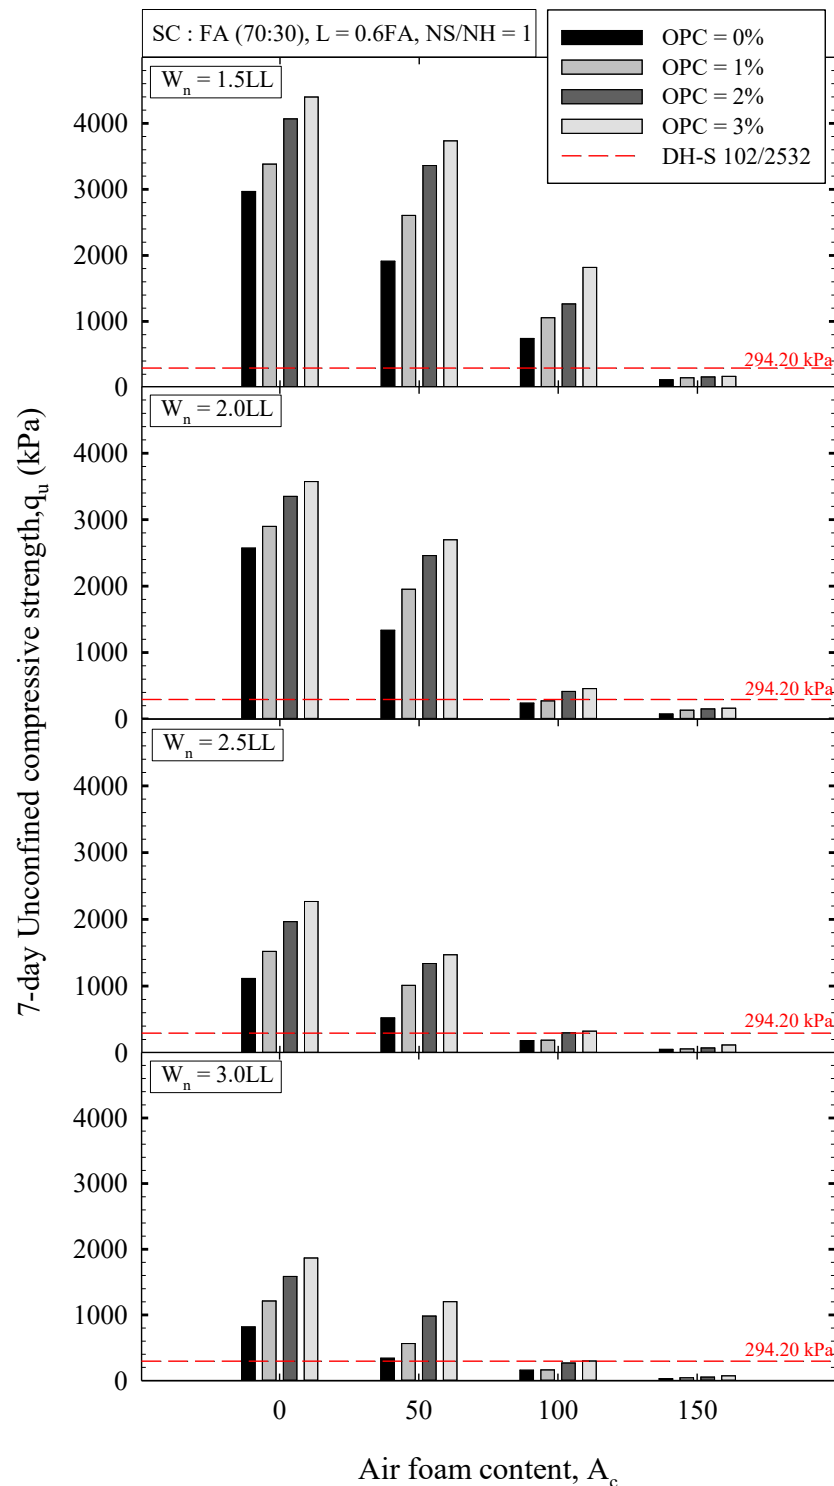 SC : FA (70:30), L = 0.6FA, NS/NH = 1
OPC = 0%
OPC = 1%
OPC = 2%
OPC = 3%
DH-S 102/2532
Wn = 1.5LL
4000
3000
2000
1000
0
294.20 kPa
Wn = 2.0LL
4000
3000
2000
1000
0
294.20 kPa
Wn = 2.5LL
4000
3000
2000
1000
0
294.20 kPa
Wn = 3.0LL
4000
3000
2000
1000
0
294.20 kPa
7-day Unconfined compressive strength,qu (kPa)
0 50 100 150
Air foam content, Ac